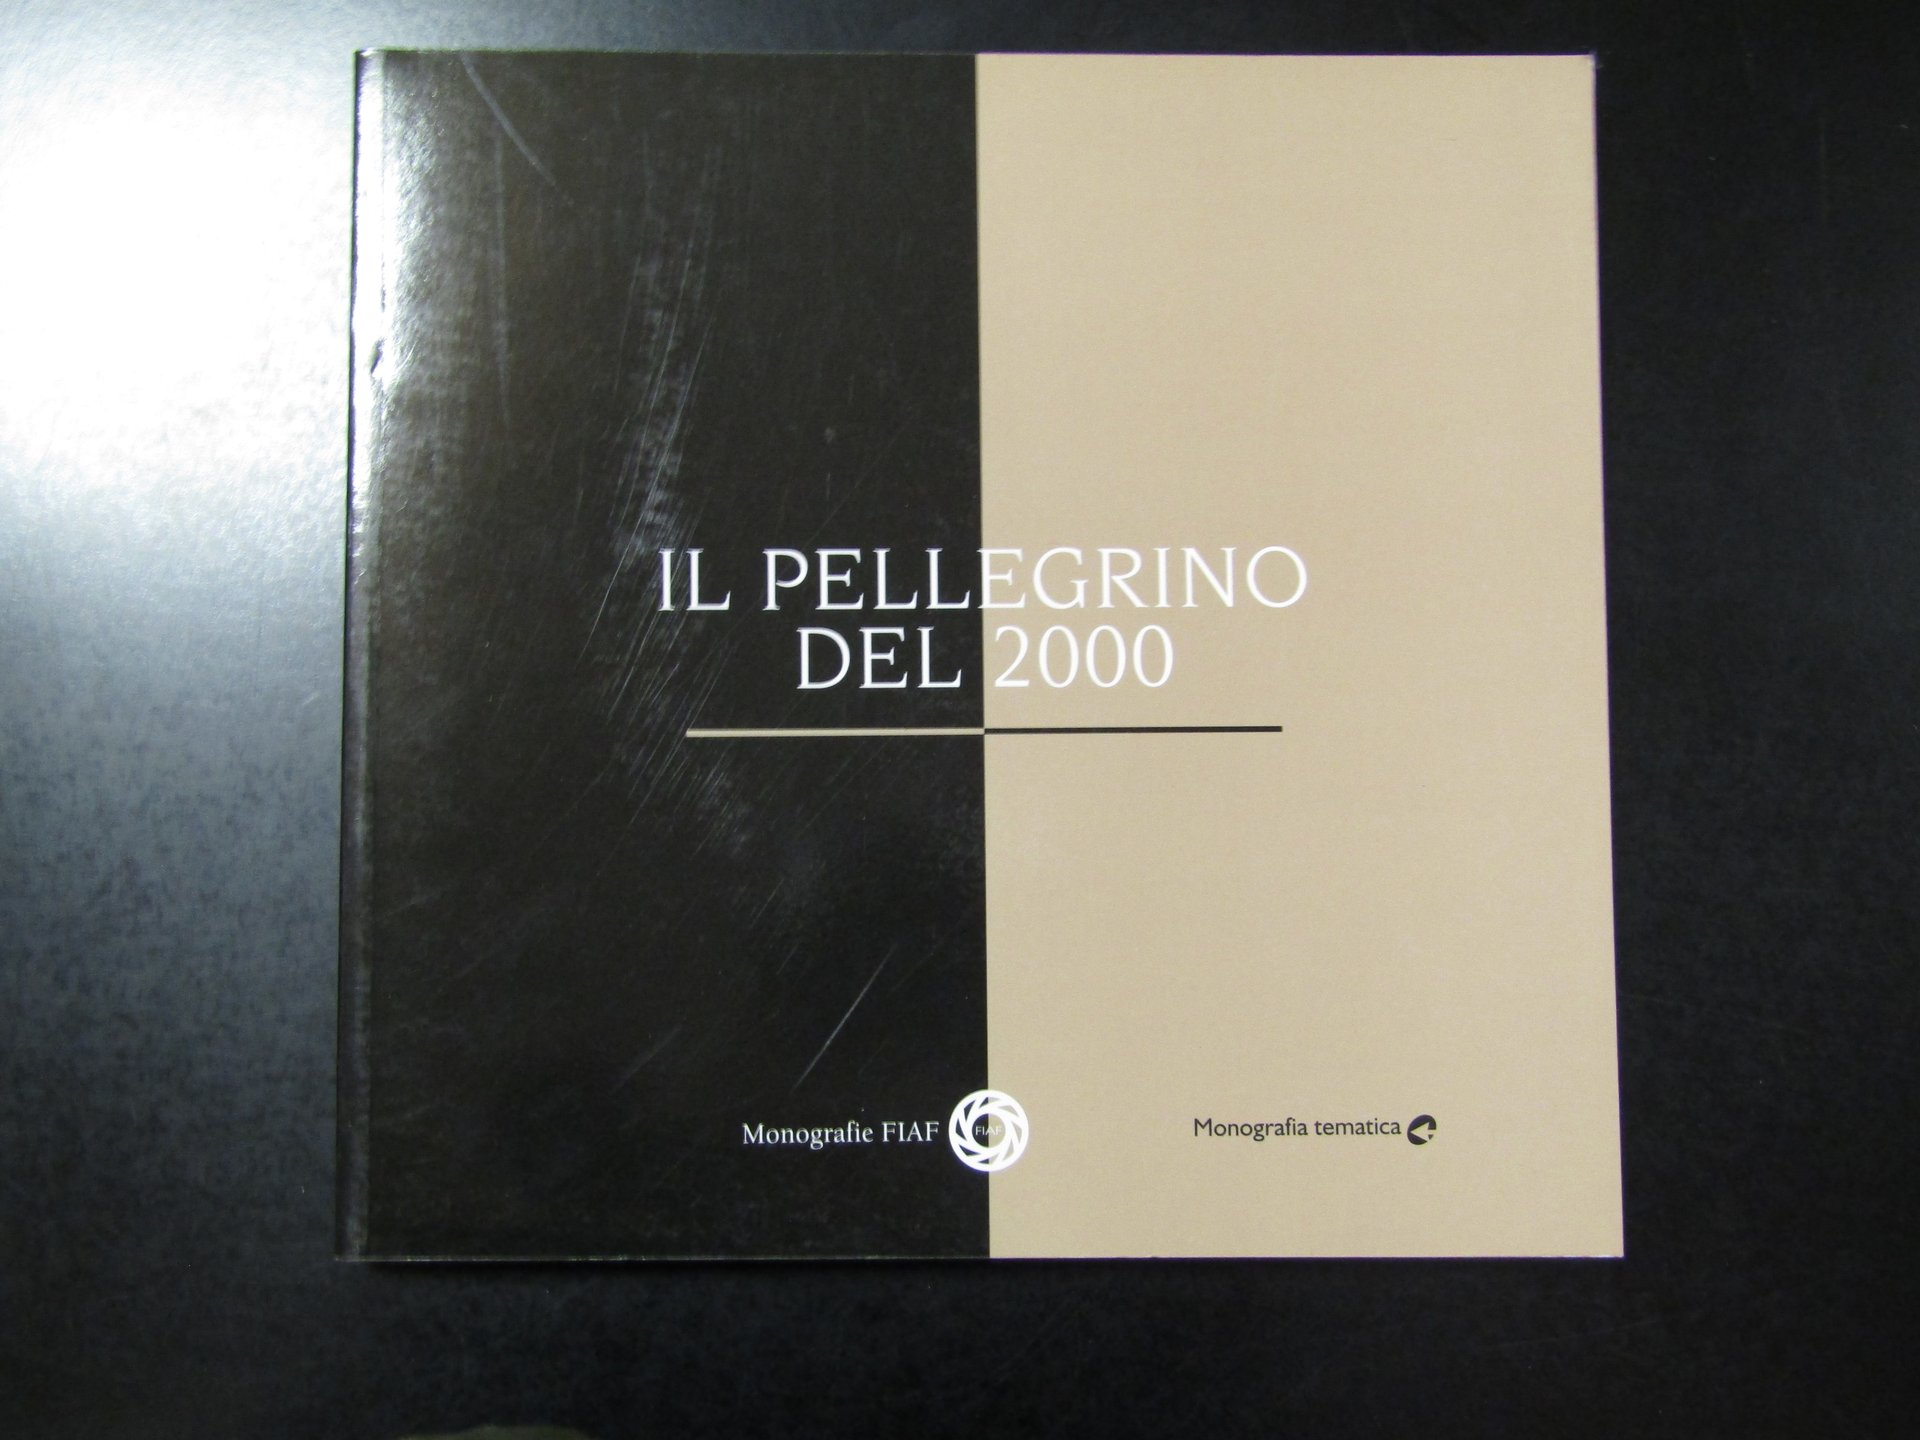 IL PELLEGRINO
DEL 2000
Monografie FIAF
FIAF
Monografia tematica